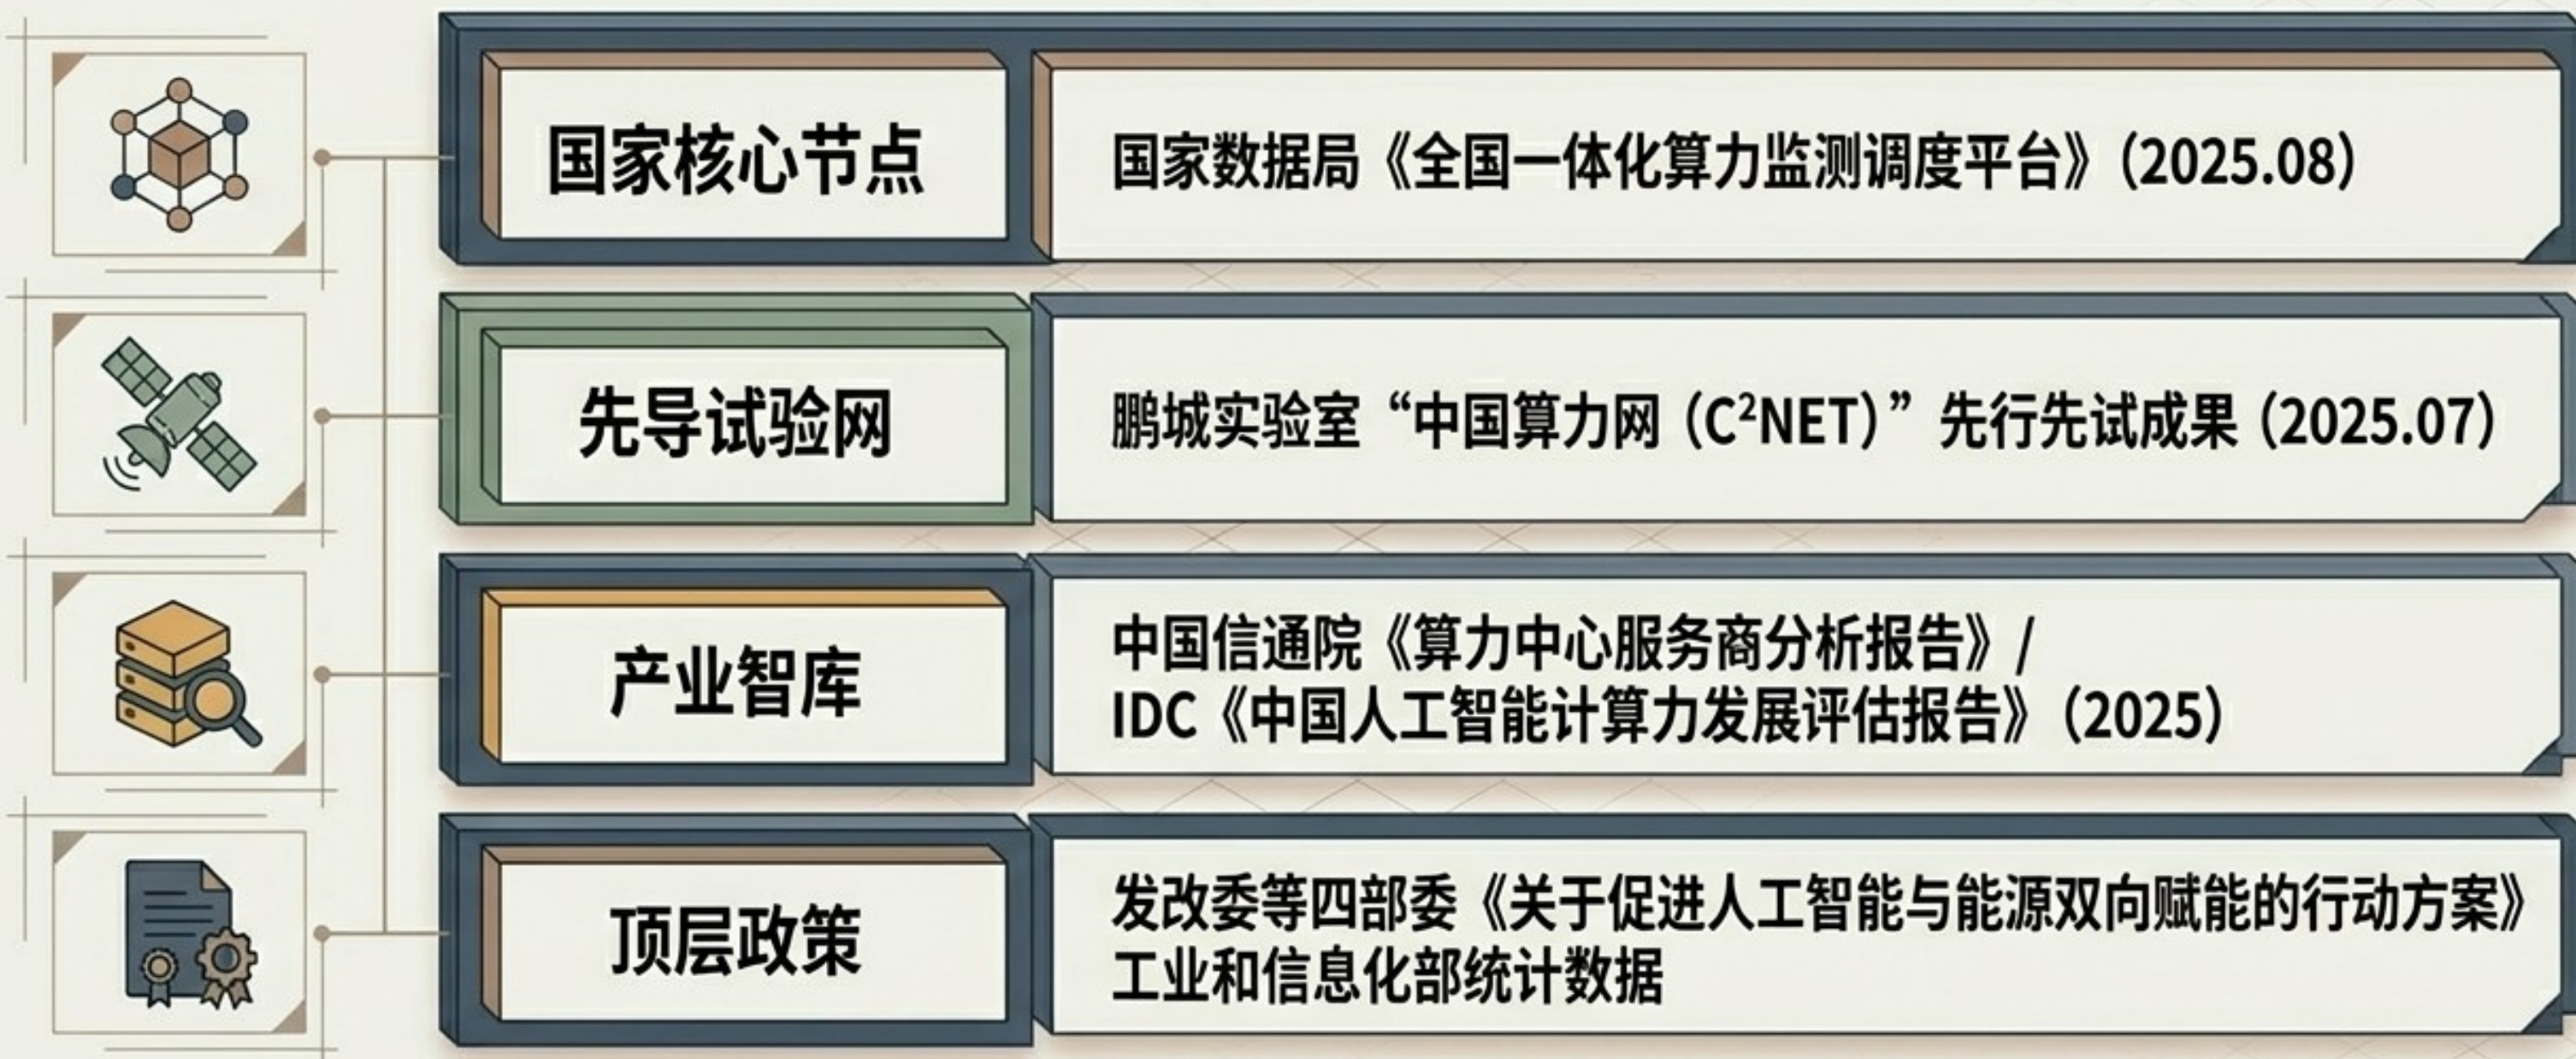 国家核心节点
国家数据局《全国一体化算力监测调度平台》(2025.08)
先导试验网
鹏城实验室“中国算力网 (C²NET)”先行先试成果 (2025.07)
产业智库
中国信通院《算力中心服务商分析报告》/
IDC《中国人工智能计算力发展评估报告》(2025)
顶层政策
发改委等四部委《关于促进人工智能与能源双向赋能的行动方案》
工业和信息化部统计数据